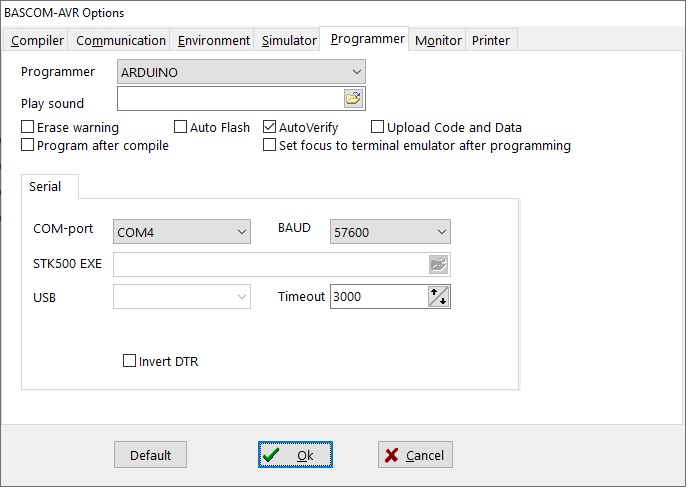 BASCOM-AVR Options
Compiler Communication Environment Simulator Programmer Monitor Printer
Programmer ARDUINO
Play sound
Erase warning Auto Flash AutoVerify Upload Code and Data
Program after compile Set focus to terminal emulator after programming
Serial
COM-port COM4 BAUD 57600
STK500 EXE
USB Timeout 3000
Invert DTR
Default Ok Cancel